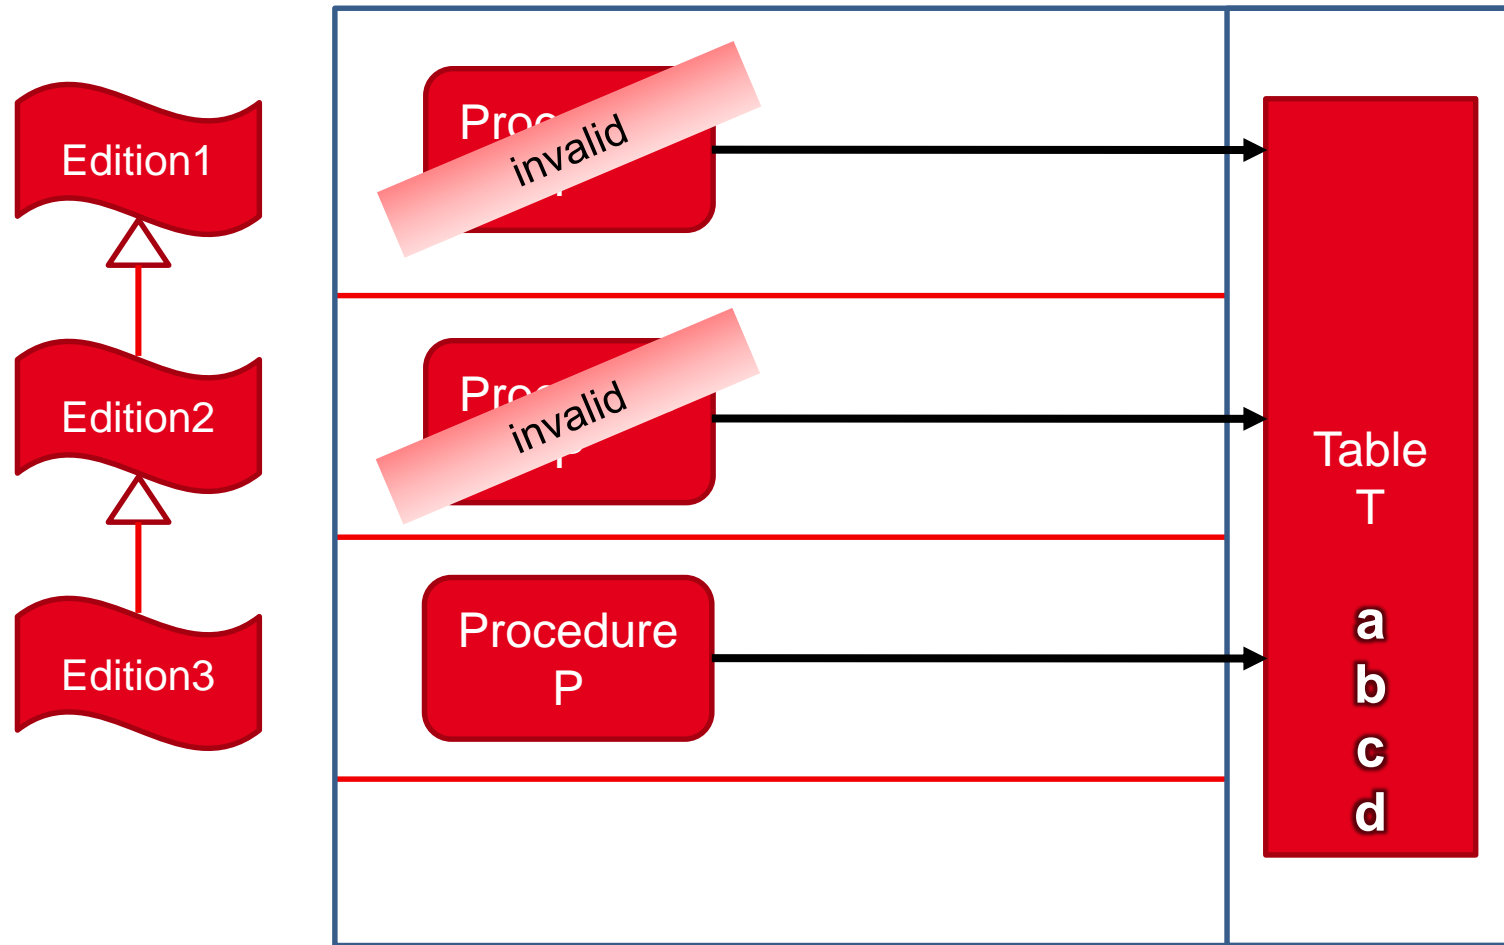 Edition1
invalid
Edition2
invalid
Edition3
Procedure
P
Table
T
a
b
c
d